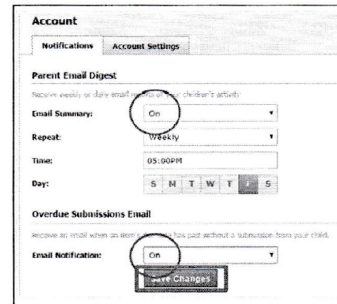 Account
Notifications Account Settings
Parent Email Digest
Receive weekly or daily email of your children's activity
Email Summary: On
Repeat: Weekly
Time: 05:00PM
Day: S M T W T F S
Overdue Submissions Email
Receive an email when an item's has past without a submission from your child.
Email Notification: On
Save Changes